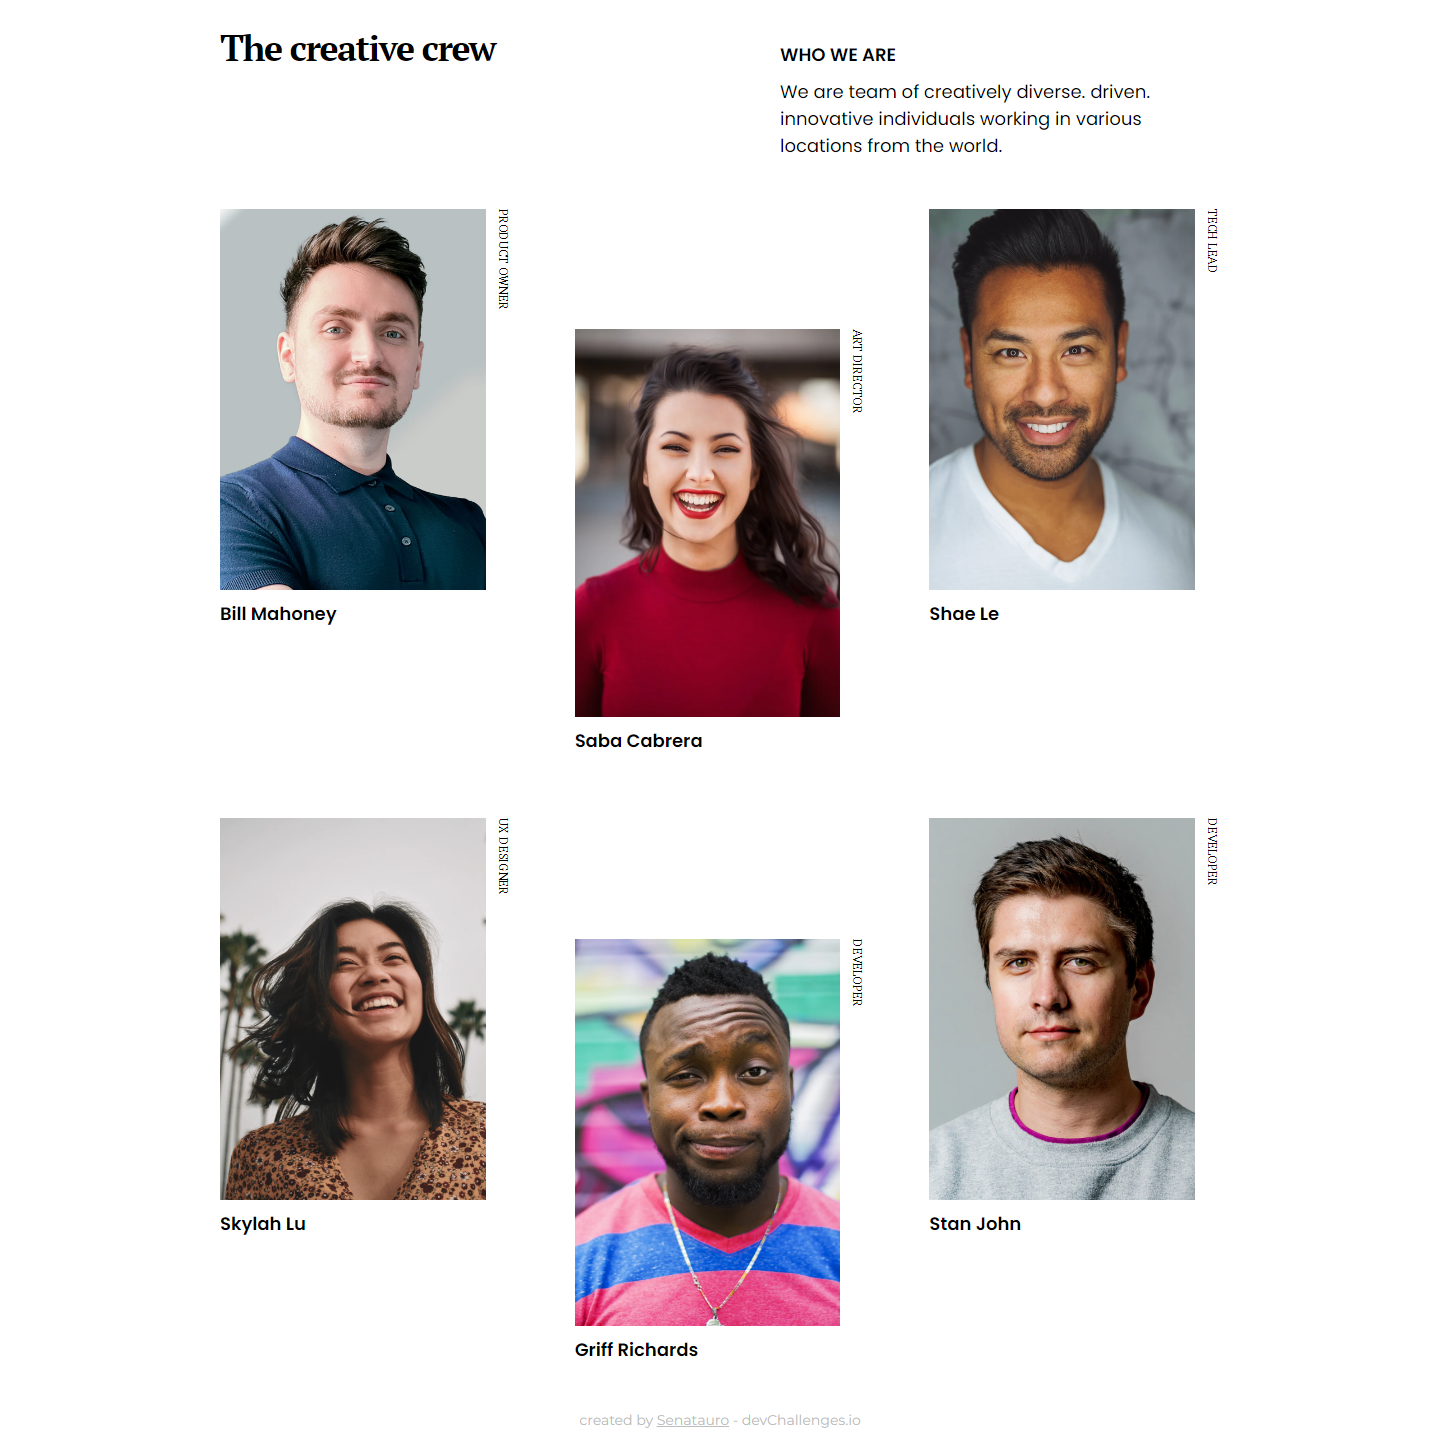 The creative crew
WHO WE ARE
We are team of creatively diverse. driven.
innovative individuals working in various
locations from the world.
PRODUCT OWNER
Bill Mahoney
ART DIRECTOR
Saba Cabrera
TECH LEAD
Shae Le
UX DESIGNER
Skylah Lu
DEVELOPER
Griff Richards
DEVELOPER
Stan John
created by Senatauro - devChallenges.io